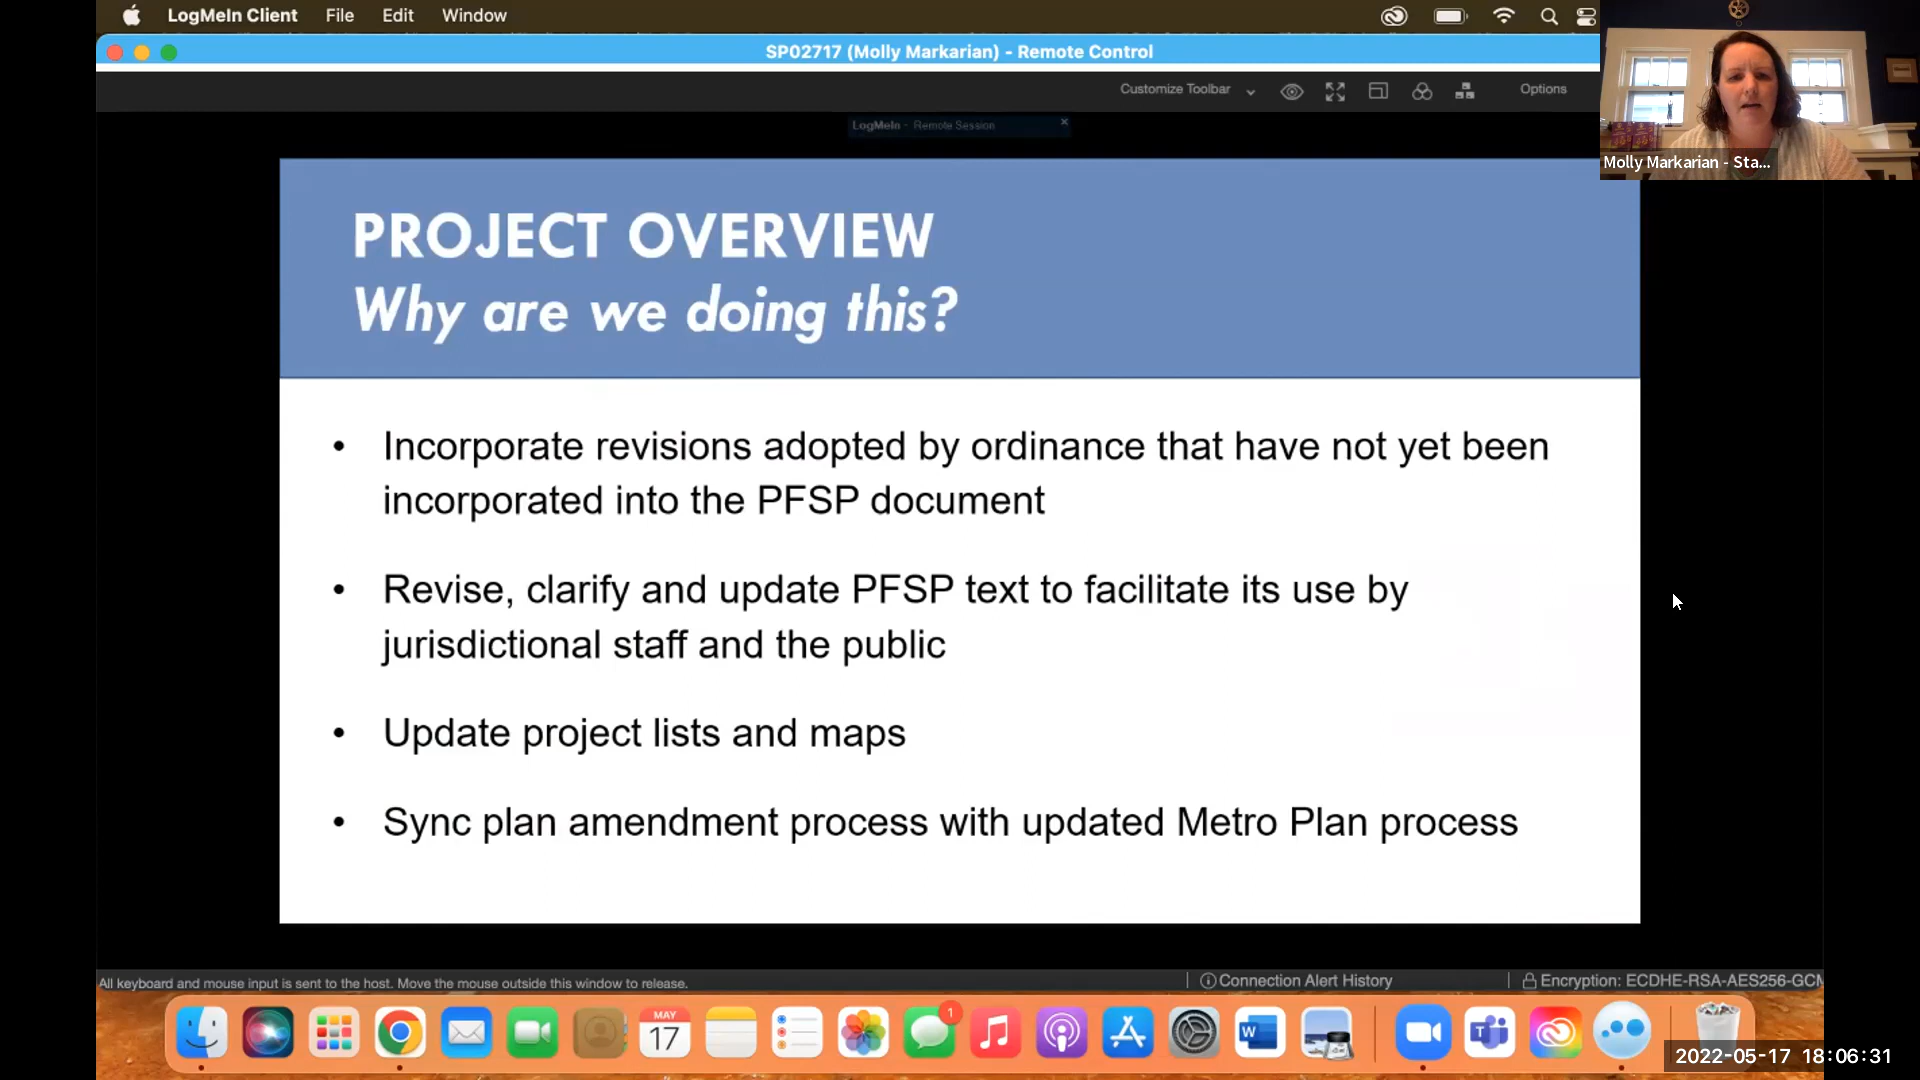 LogMeIn Client File Edit Window
SP02717 (Molly Markarian) - Remote Control
Customize Toolbar
Options
LogMeIn - Remote Session
Molly Markarian - Sta...
PROJECT OVERVIEW
Why are we doing this?
• Incorporate revisions adopted by ordinance that have not yet been
incorporated into the PFSP document
• Revise, clarify and update PFSP text to facilitate its use by
jurisdictional staff and the public
• Update project lists and maps
• Sync plan amendment process with updated Metro Plan process
All keyboard and mouse input is sent to the host. Move the mouse outside this window to release.
Connection Alert History
Encryption: ECDHE-RSA-AES256-GCM
MAY
17
1
W
2022-05-17 18:06:31